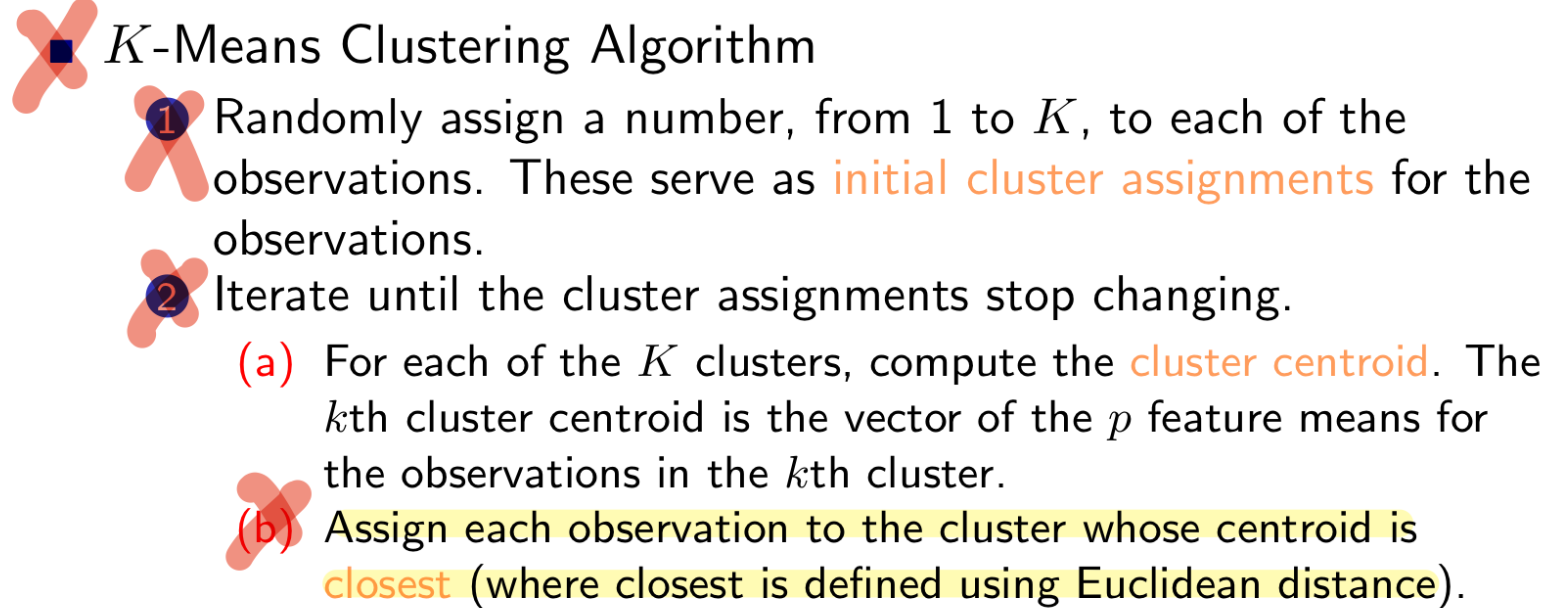 K-Means Clustering Algorithm
1 Randomly assign a number, from 1 to K, to each of the
observations. These serve as initial cluster assignments for the
observations.
2 Iterate until the cluster assignments stop changing.
(a) For each of the K clusters, compute the cluster centroid. The
kth cluster centroid is the vector of the p feature means for
the observations in the kth cluster.
(b) Assign each observation to the cluster whose centroid is
closest (where closest is defined using Euclidean distance).